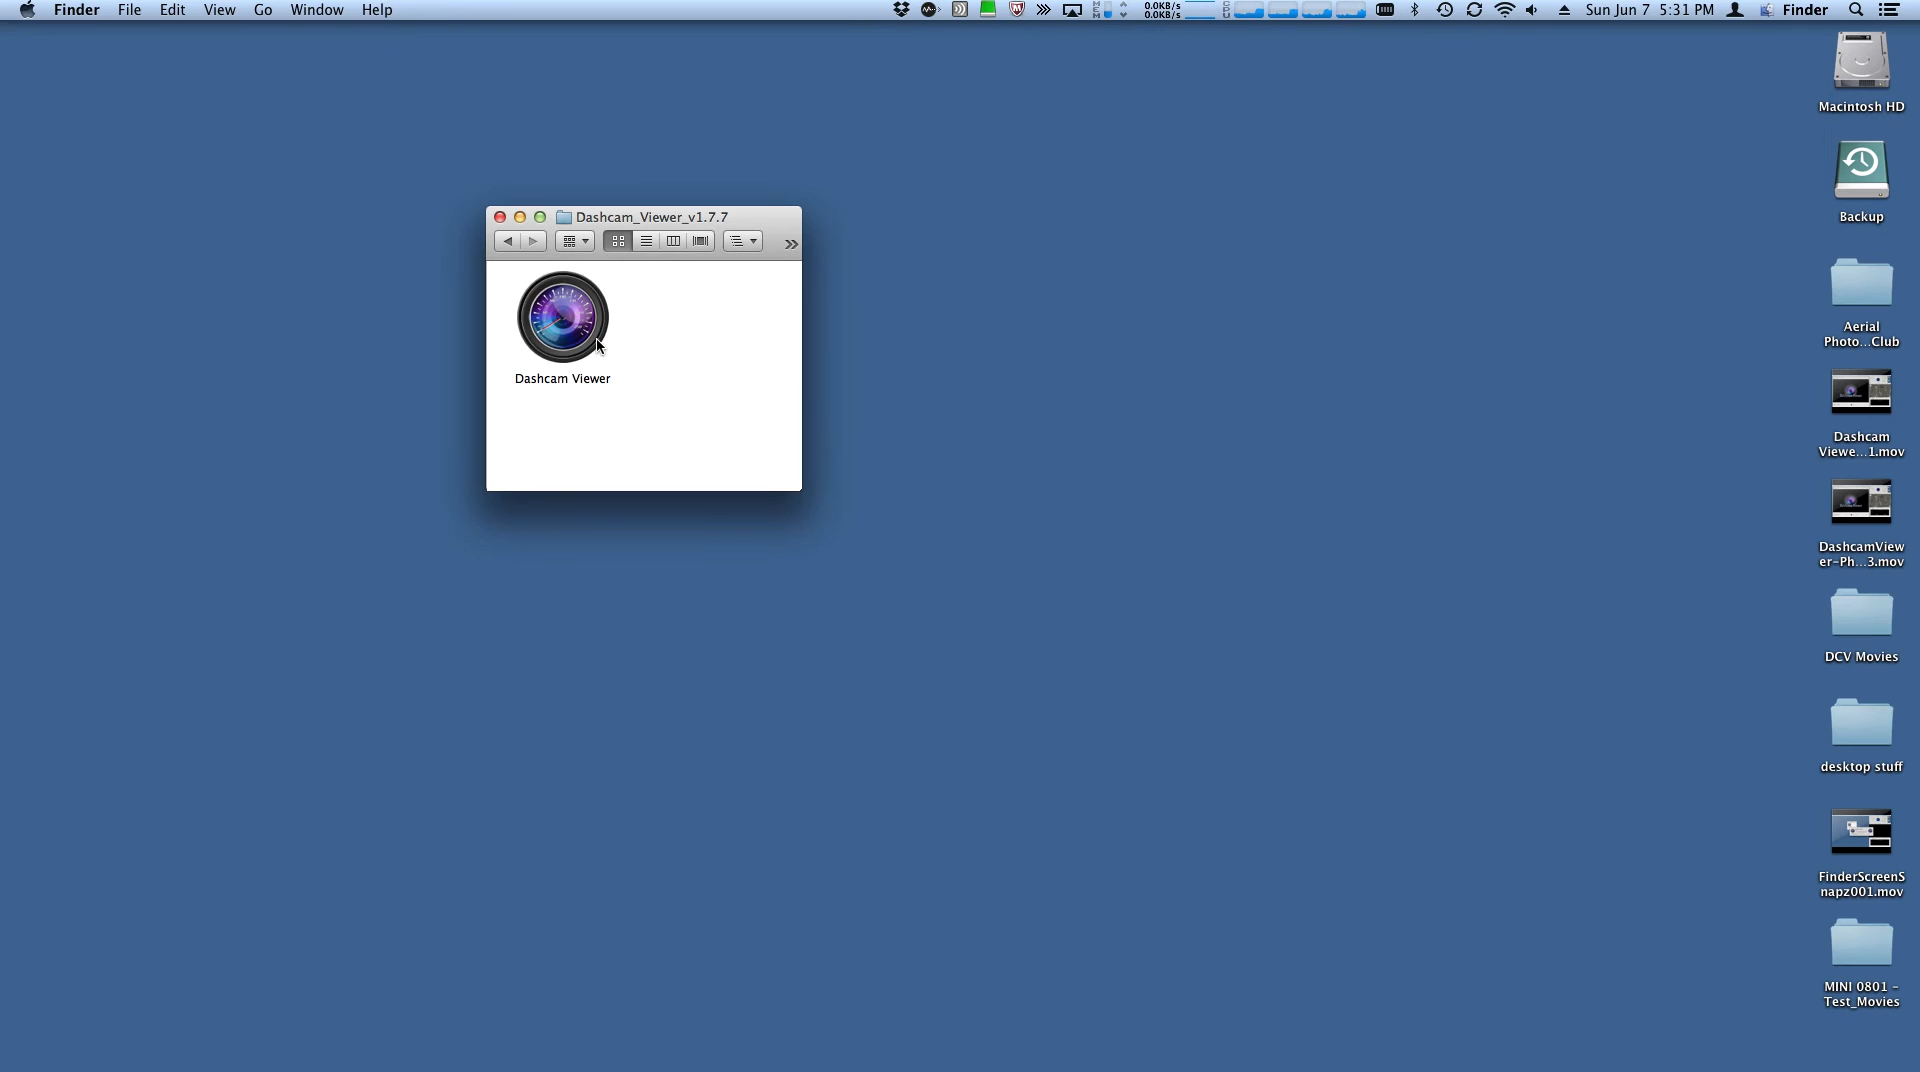 Finder File Edit View Go Window Help
0.0KB/s
0.0KB/s
Sun Jun 7 5:31 PM
Finder
MEM
CPU
Dashcam_Viewer_v1.7.7
Dashcam Viewer
Macintosh HD
Backup
Aerial
Photo...Club
Dashcam
Viewe...1.mov
DashcamView
er-Ph...3.mov
DCV Movies
desktop stuff
FinderScreenS
napz001.mov
MINI 0801 -
Test_Movies